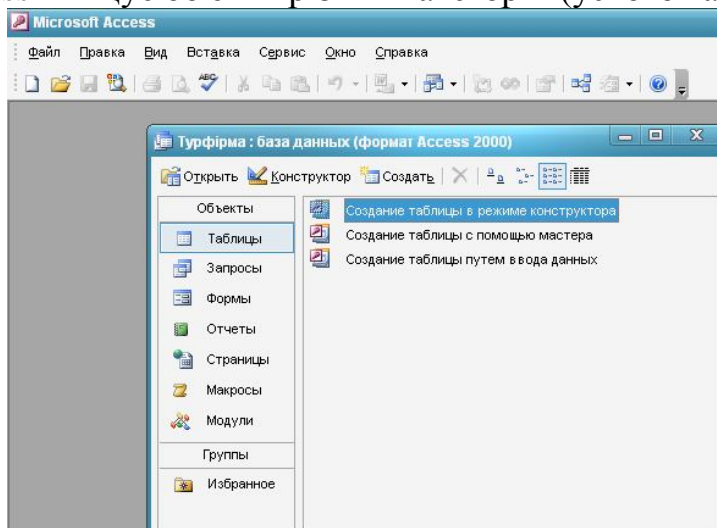 Microsoft Access
Файл Правка Вид Вставка Сервис Окно Справка
Турфірма : база данных (формат Access 2000)
Открыть Конструктор Создать
Объекты
Таблицы
Запросы
Формы
Отчеты
Страницы
Макросы
Модули
Группы
Избранное
Создание таблицы в режиме конструктора
Создание таблицы с помощью мастера
Создание таблицы путем ввода данных